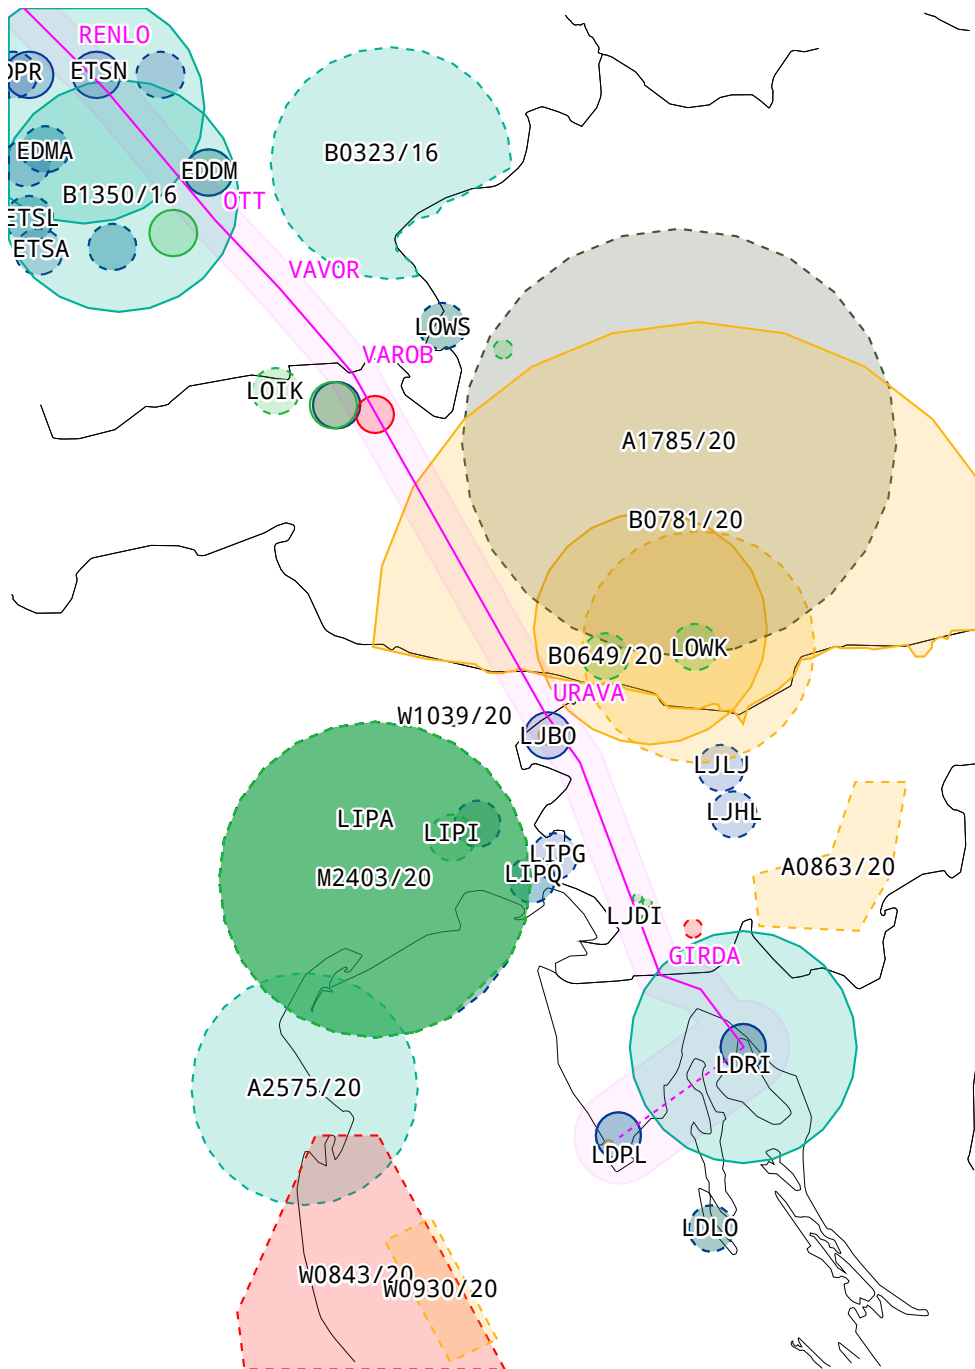 RENLO
ETSN
EDMA
B0323/16
EDDM
B1350/16
OTT
ETSL
ETSA
VAVOR
LOWS
VAROB
LOIK
A1785/20
B0781/20
B0649/20
LOWK
URAVA
W1039/20
LJBO
LJLJ
LJHL
LIPA
LIPI
LIPG
A0863/20
LIPQ
M2403/20
LJDI
GIRDA
LDRI
A2575/20
LDPL
LDLO
W0843/20
W0930/20